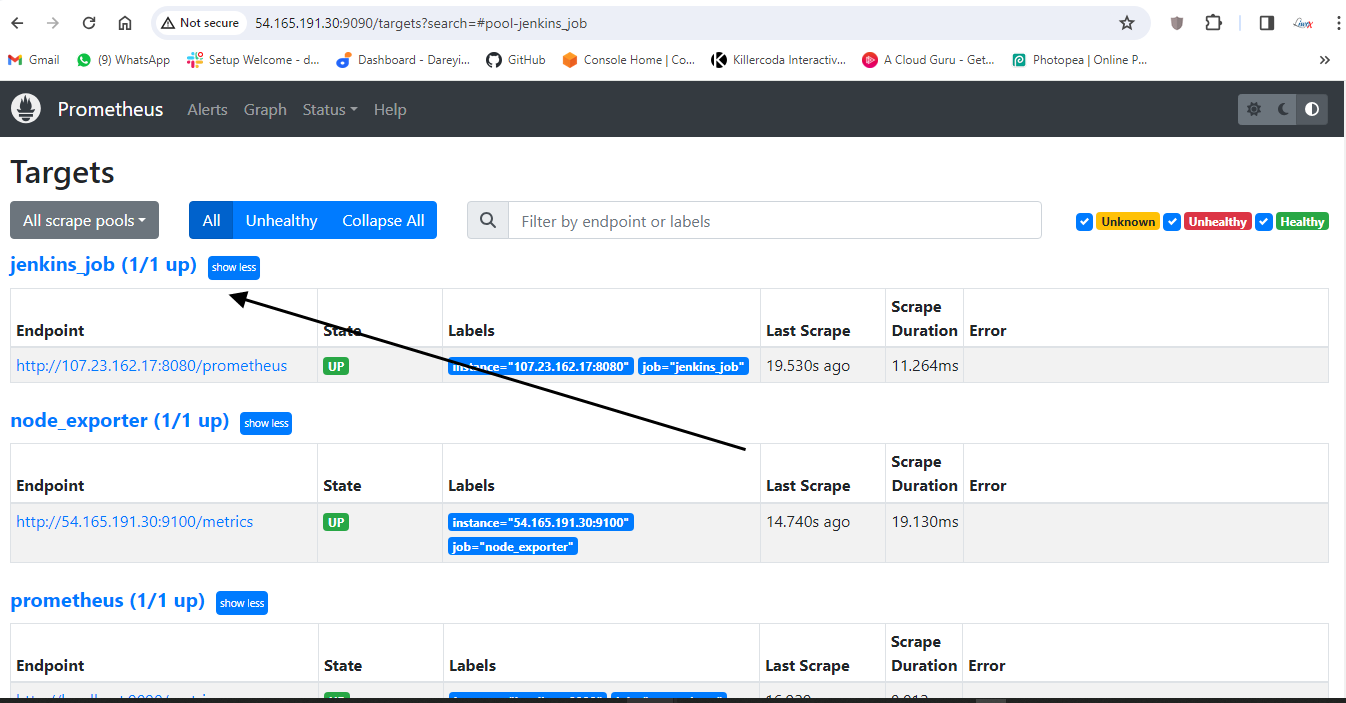 Not secure 54.165.191.30:9090/targets?search=#pool-jenkins_job
Gmail (9) WhatsApp Setup Welcome - d... Dashboard - Dareyi... GitHub Console Home | Co... Killercoda Interactiv... A Cloud Guru - Get... Photopea | Online P... »
Prometheus Alerts Graph Status Help
Targets
All scrape pools All Unhealthy Collapse All Filter by endpoint or labels Unknown Unhealthy Healthy
jenkins_job (1/1 up) show less
Endpoint State Labels Last Scrape Scrape Duration Error
http://107.23.162.17:8080/prometheus UP instance="107.23.162.17:8080" job="jenkins_job" 19.530s ago 11.264ms
node_exporter (1/1 up) show less
Endpoint State Labels Last Scrape Scrape Duration Error
http://54.165.191.30:9100/metrics UP instance="54.165.191.30:9100" 14.740s ago 19.130ms
job="node_exporter"
prometheus (1/1 up) show less
Endpoint State Labels Last Scrape Scrape Duration Error